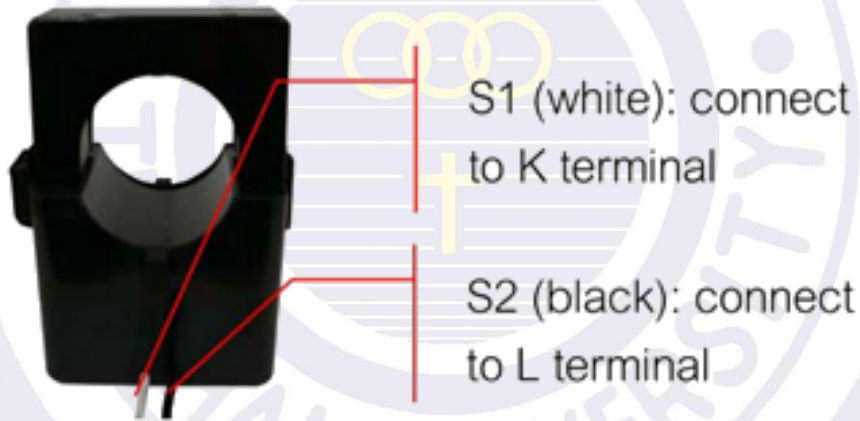 S1 (white): connect
to K terminal
S2 (black): connect
to L terminal